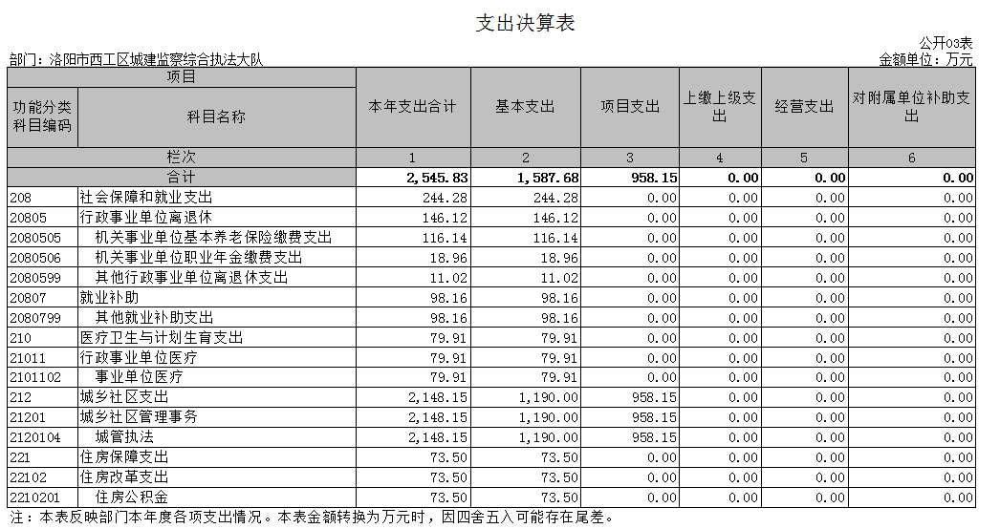 支出决算表
公开03表
部门：洛阳市西工区城建监察综合执法大队 金额单位：万元
项目 本年支出合计 基本支出 项目支出 上缴上级支出 经营支出 对附属单位补助支出
功能分类科目编码 科目名称
栏次 1 2 3 4 5 6
合计 2,545.83 1,587.68 958.15 0.00 0.00 0.00
208 社会保障和就业支出 244.28 244.28 0.00 0.00 0.00 0.00
20805 行政事业单位离退休 146.12 146.12 0.00 0.00 0.00 0.00
2080505 机关事业单位基本养老保险缴费支出 116.14 116.14 0.00 0.00 0.00 0.00
2080506 机关事业单位职业年金缴费支出 18.96 18.96 0.00 0.00 0.00 0.00
2080599 其他行政事业单位离退休支出 11.02 11.02 0.00 0.00 0.00 0.00
20807 就业补助 98.16 98.16 0.00 0.00 0.00 0.00
2080799 其他就业补助支出 98.16 98.16 0.00 0.00 0.00 0.00
210 医疗卫生与计划生育支出 79.91 79.91 0.00 0.00 0.00 0.00
21011 行政事业单位医疗 79.91 79.91 0.00 0.00 0.00 0.00
2101102 事业单位医疗 79.91 79.91 0.00 0.00 0.00 0.00
212 城乡社区支出 2,148.15 1,190.00 958.15 0.00 0.00 0.00
21201 城乡社区管理事务 2,148.15 1,190.00 958.15 0.00 0.00 0.00
2120104 城管执法 2,148.15 1,190.00 958.15 0.00 0.00 0.00
221 住房保障支出 73.50 73.50 0.00 0.00 0.00 0.00
22102 住房改革支出 73.50 73.50 0.00 0.00 0.00 0.00
2210201 住房公积金 73.50 73.50 0.00 0.00 0.00 0.00
注：本表反映部门本年度各项支出情况。本表金额转换为万元时，因四舍五入可能存在尾差。